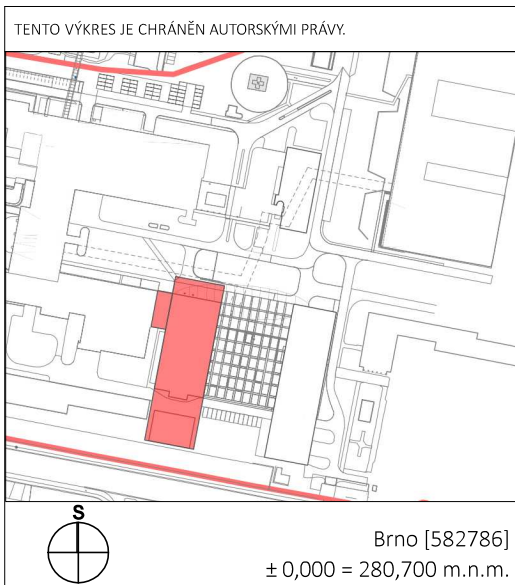 TENTO VÝKRES JE CHRÁNĚN AUTORSKÝMI PRÁVY.
S
Brno [582786]
± 0,000 = 280,700 m.n.m.